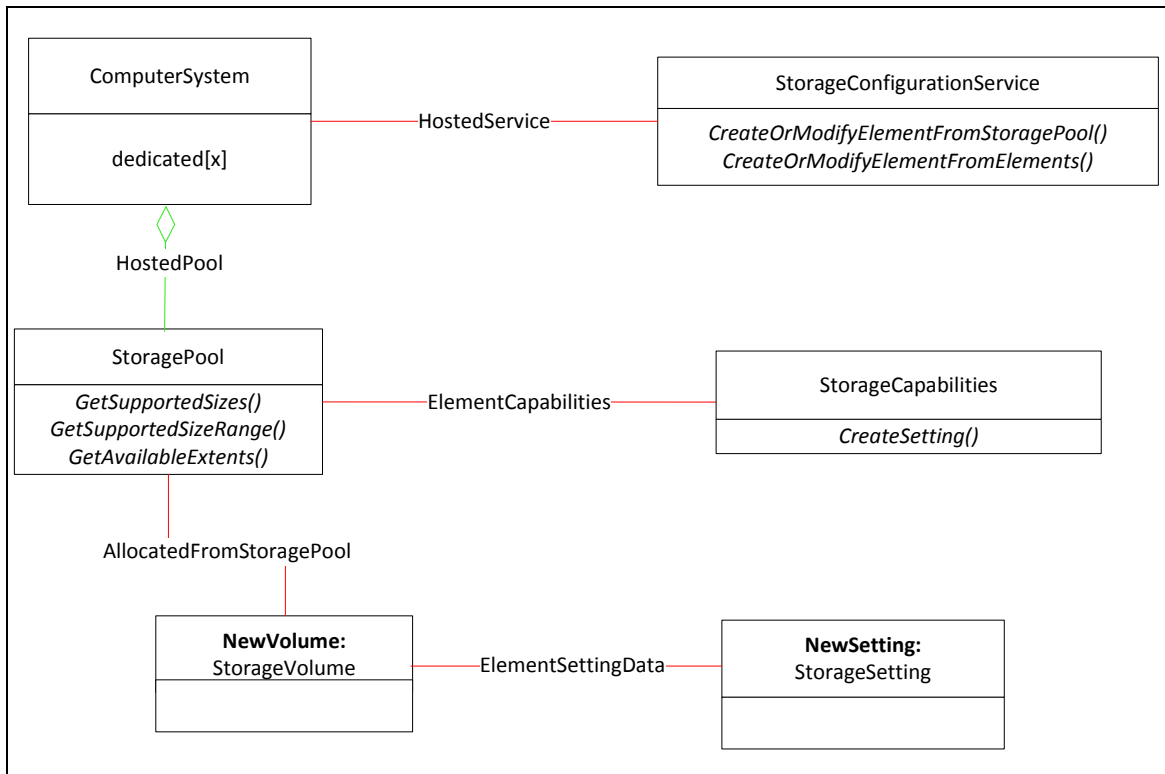 ComputerSystem
dedicated[x]
HostedService
StorageConfigurationService
CreateOrModifyElementFromStoragePool()
CreateOrModifyElementFromElements()
HostedPool
StoragePool
GetSupportedSizes()
GetSupportedSizeRange()
GetAvailableExtents()
ElementCapabilities
StorageCapabilities
CreateSetting()
AllocatedFromStoragePool
NewVolume:
StorageVolume
ElementSettingData
NewSetting:
StorageSetting